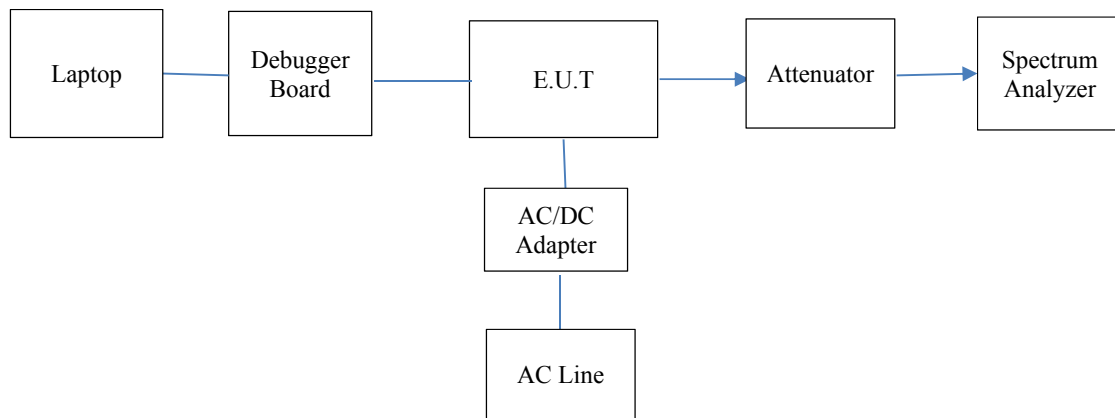 Laptop
Debugger
Board
E.U.T
Attenuator
Spectrum
Analyzer
AC/DC
Adapter
AC Line